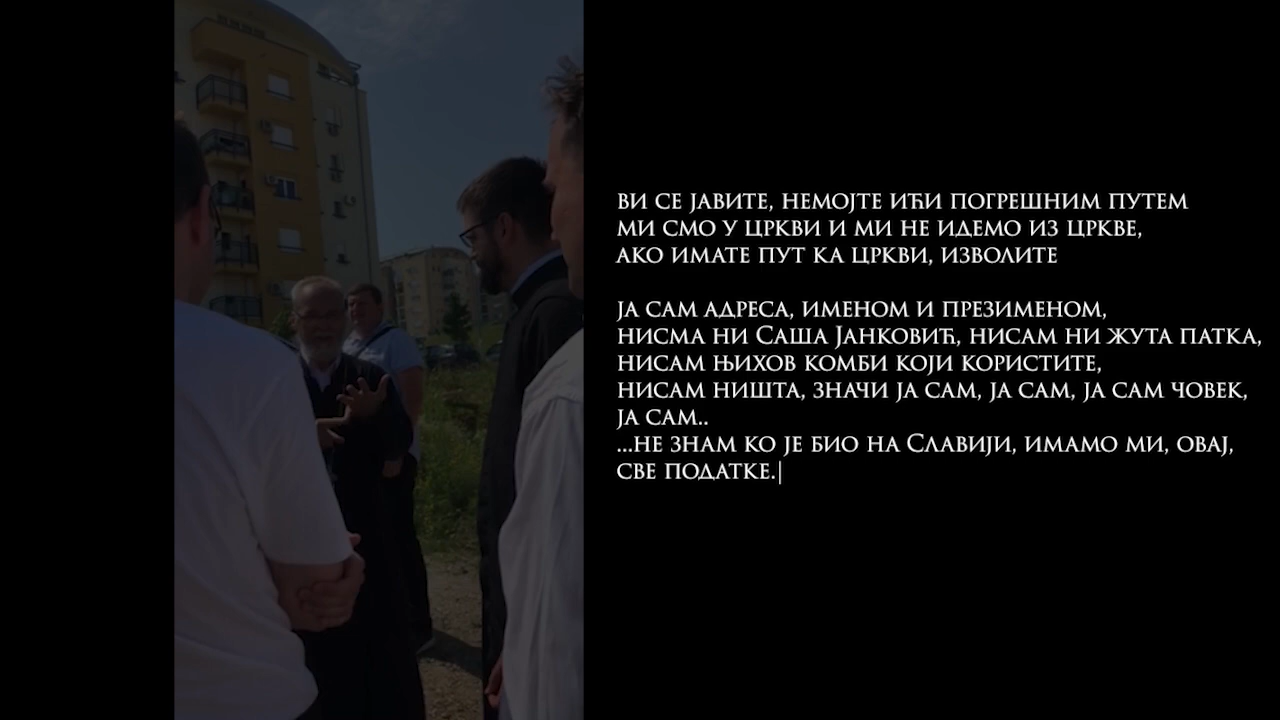 ВИ СЕ ЈАВИТЕ, НЕМОЈТЕ ИЋИ ПОГРЕШНИМ ПУТЕМ
МИ СМО У ЦРКВИ И МИ НЕ ИДЕМО ИЗ ЦРКВЕ,
АКО ИМАТЕ ПУТ КА ЦРКВИ, ИЗВОЛИТЕ
ЈА САМ АДРЕСА, ИМЕНОМ И ПРЕЗИМЕНОМ,
НИСМА НИ САША ЈАНКОВИЋ, НИСАМ НИ ЖУТА ПАТКА,
НИСАМ ЊИХОВ КОМБИ КОЈИ КОРИСТИТЕ,
НИСАМ НИШТА, ЗНАЧИ ЈА САМ, ЈА САМ, ЈА САМ ЧОВЕК,
ЈА САМ..
...НЕ ЗНАМ КО ЈЕ БИО НА СЛАВИЈИ, ИМАМО МИ, ОВАЈ,
СВЕ ПОДАТКЕ.|